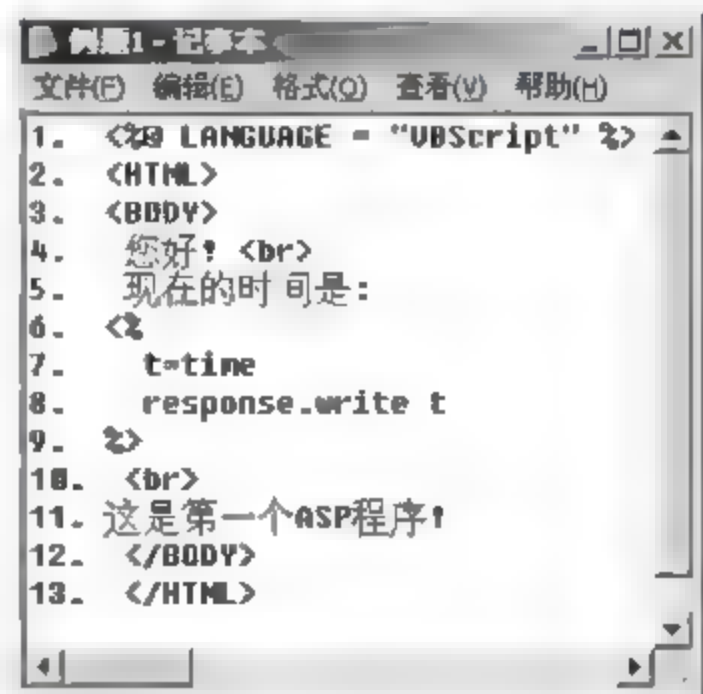 例题1 - 记事本
文件(F) 编辑(E) 格式(O) 查看(V) 帮助(H)
1. <%@ LANGUAGE = "VBScript" %>
2. <HTML>
3. <BODY>
4. 您好! <br>
5. 现在的时间是:
6. <%
7. t=time
8. response.write t
9. %>
10. <br>
11. 这是第一个ASP程序!
12. </BODY>
13. </HTML>